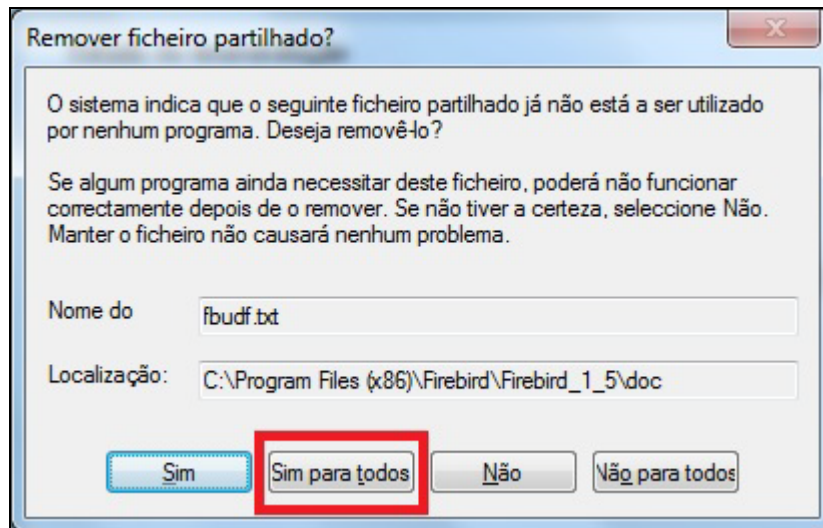 Remover ficheiro partilhado?
O sistema indica que o seguinte ficheiro partilhado já não está a ser utilizado
por nenhum programa. Deseja removê-lo?
Se algum programa ainda necessitar deste ficheiro, poderá não funcionar
correctamente depois de o remover. Se não tiver a certeza, seleccione Não.
Manter o ficheiro não causará nenhum problema.
Nome do
fbudf.txt
Localização:
C:\Program Files (x86)\Firebird\Firebird_1_5\doc
Sim
Sim para todos
Não
Não para todos